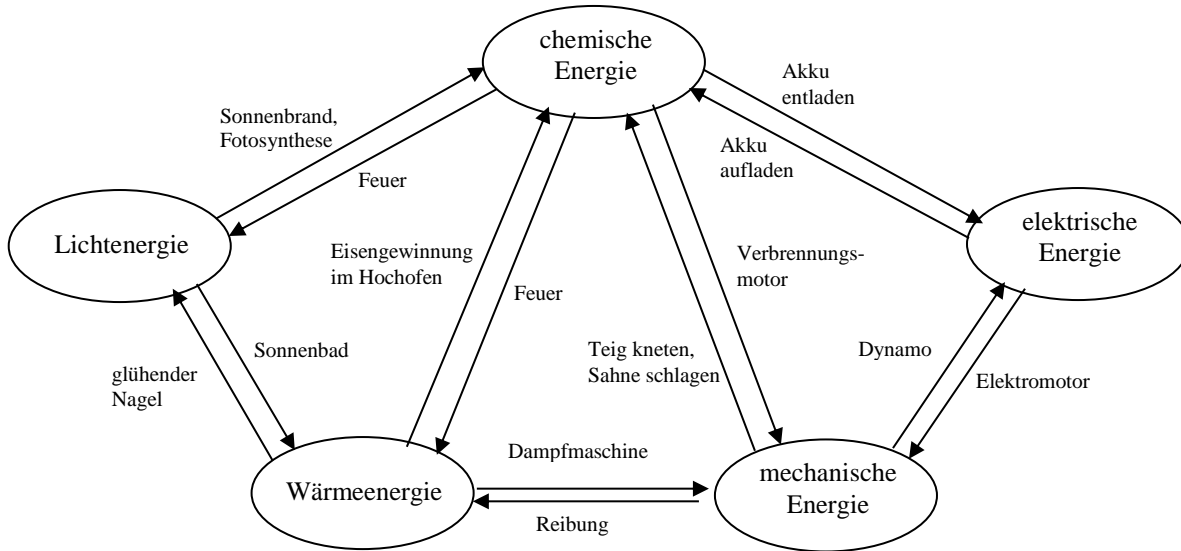 chemische
Energie
Akku
entladen
Sonnenbrand,
Fotosynthese
Akku
aufladen
Feuer
Lichtenergie
elektrische
Energie
Eisengewinnung
im Hochofen
Verbrennungs-
motor
Feuer
Sonnenbad
Teig kneten,
Sahne schlagen
Dynamo
glühender
Nagel
Elektromotor
Dampfmaschine
Wärmeenergie
mechanische
Energie
Reibung